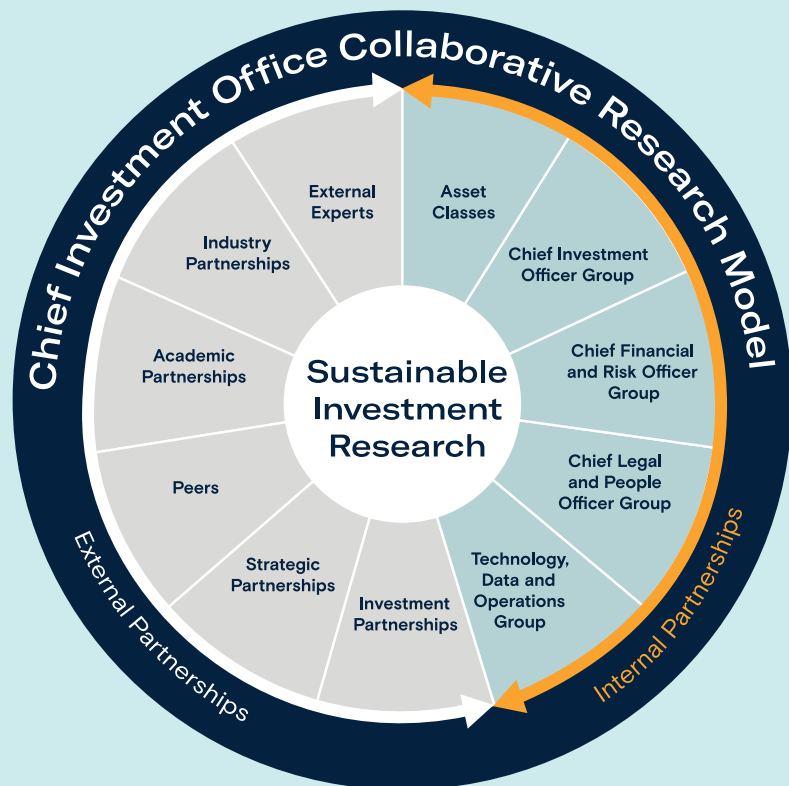 Chief Investment Office Collaborative Research Model
External
Experts
Asset
Classes
Industry
Partnerships
Chief Investment
Officer Group
Academic
Partnerships
Chief Financial
and Risk Officer
Group
Sustainable
Investment
Research
Peers
Chief Legal
and People
Officer Group
Strategic
Partnerships
Investment
Partnerships
Technology,
Data and
Operations
Group
External Partnerships
Internal Partnerships